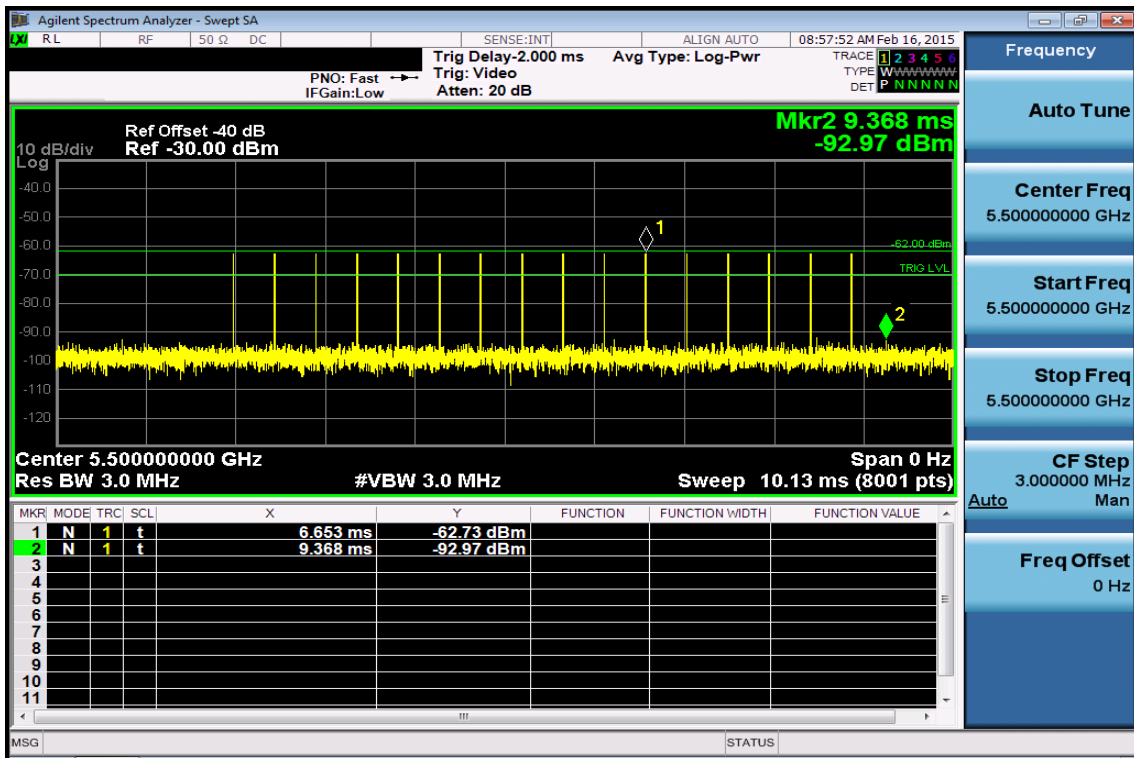 Agilent Spectrum Analyzer - Swept SA
LXI RL RF 50 Ω DC SENSE:INT ALIGN AUTO 08:57:52 AM Feb 16, 2015
Trig Delay-2.000 ms Avg Type: Log-Pwr TRACE 1 2 3 4 5 6
PNO: Fast Trig: Video TYPE WWWWWW
IFGain:Low Atten: 20 dB DET P N N N N N
Mkr2 9.368 ms
-92.97 dBm
Ref Offset -40 dB
10 dB/div Ref -30.00 dBm
Log
-40.0
-50.0
1
-60.0
-62.00 dBm
TRIG LVL
-70.0
-80.0
2
-90.0
-100
-110
-120
Center 5.500000000 GHz Span 0 Hz
Res BW 3.0 MHz #VBW 3.0 MHz Sweep 10.13 ms (8001 pts)
MKR MODE TRC SCL X Y FUNCTION FUNCTION WIDTH FUNCTION VALUE
1 N 1 t 6.653 ms -62.73 dBm
2 N 1 t 9.368 ms -92.97 dBm
3
4
5
6
7
8
9
10
11
MSG STATUS
Frequency
Auto Tune
Center Freq
5.500000000 GHz
Start Freq
5.500000000 GHz
Stop Freq
5.500000000 GHz
CF Step
3.000000 MHz
Auto Man
Freq Offset
0 Hz